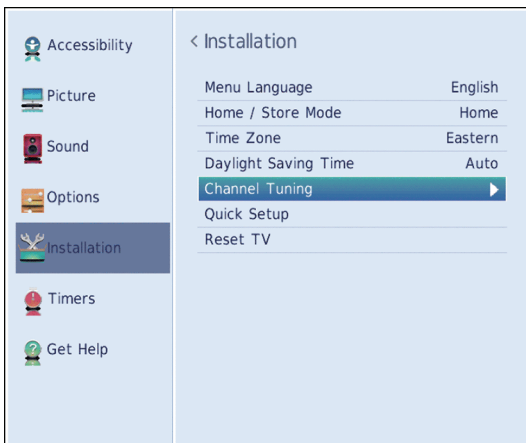 Accessibility
Picture
Sound
Options
Installation
Timers
Get Help
< Installation
Menu Language English
Home / Store Mode Home
Time Zone Eastern
Daylight Saving Time Auto
Channel Tuning
Quick Setup
Reset TV